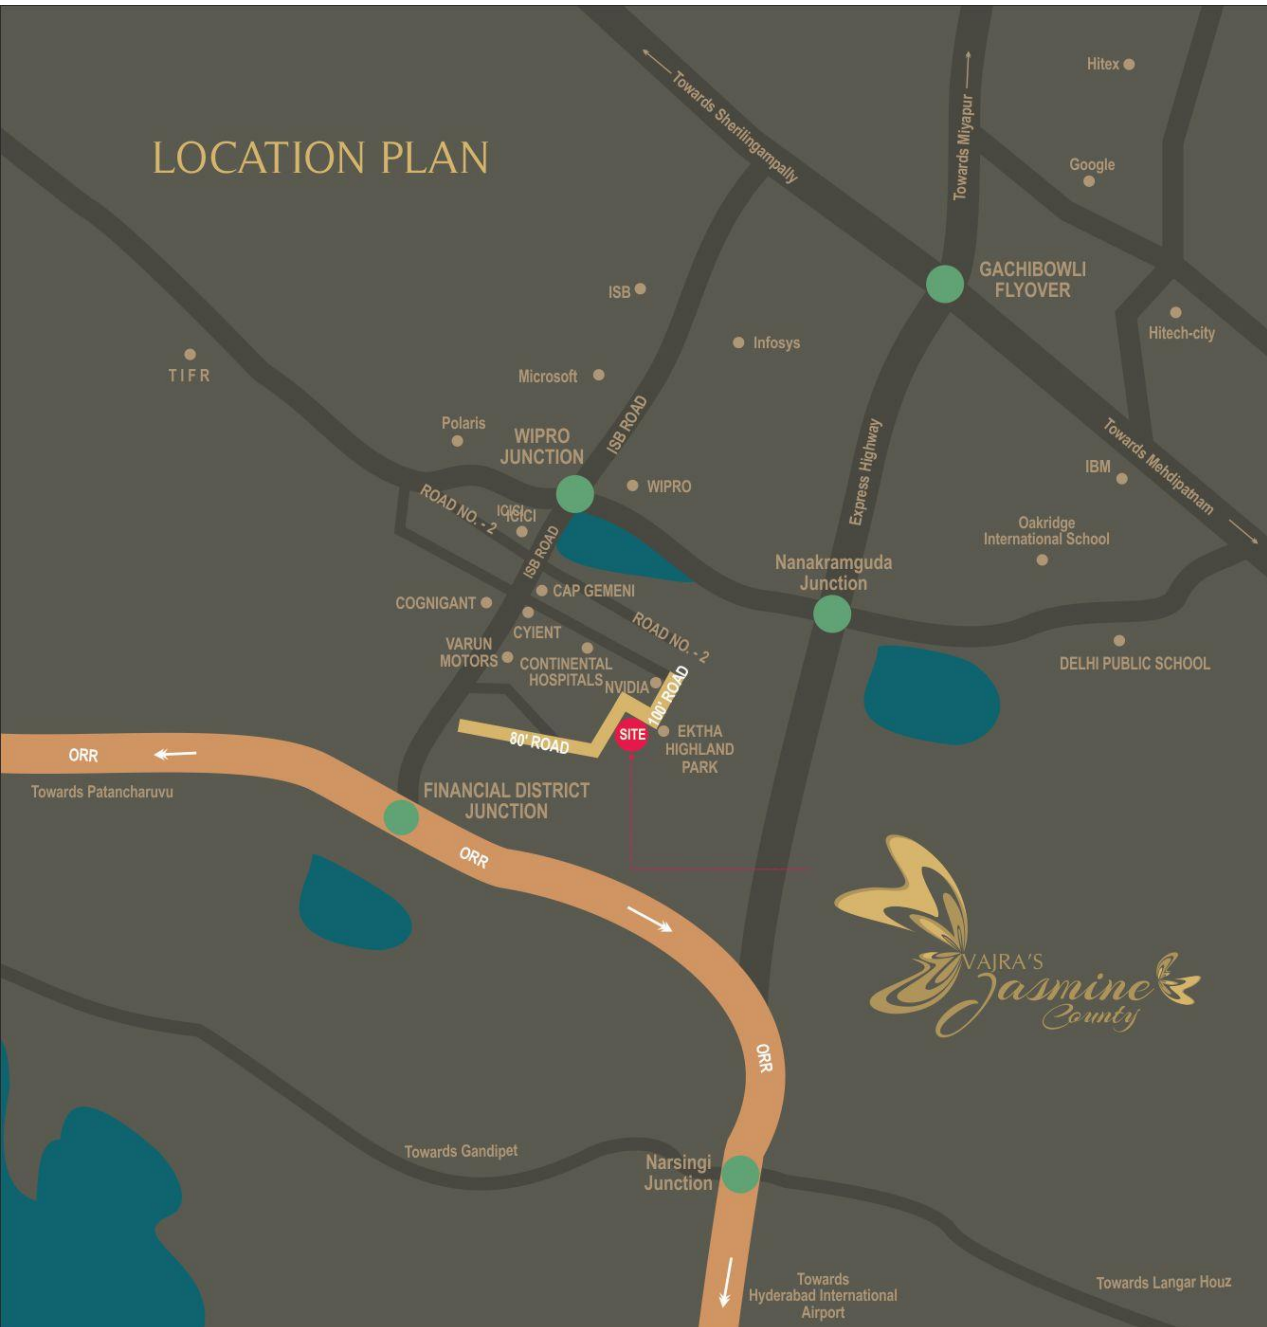 Hitex
Towards Sherilingampally
Towards Miyapur
LOCATION PLAN
Google
GACHIBOWLI
FLYOVER
ISB
Infosys
Hitech-city
TIFR
Microsoft
ISB ROAD
Polaris
WIPRO
JUNCTION
Express Highway
Towards Mehdipatnam
IBM
WIPRO
ROAD NO. - 2
ICICI
ICICI
Oakridge
International School
ISB ROAD
Nanakramguda
Junction
CAP GEMENI
COGNIGANT
CYIENT
ROAD NO. - 2
VARUN
MOTORS
CONTINENTAL
HOSPITALS
DELHI PUBLIC SCHOOL
NVIDIA
100' ROAD
80' ROAD
SITE
EKTHA
HIGHLAND
PARK
ORR
Towards Patancharuvu
FINANCIAL DISTRICT
JUNCTION
ORR
VAJRA'S
Jasmine
County
ORR
Towards Gandipet
Narsingi
Junction
Towards
Hyderabad International
Airport
Towards Langar Houz